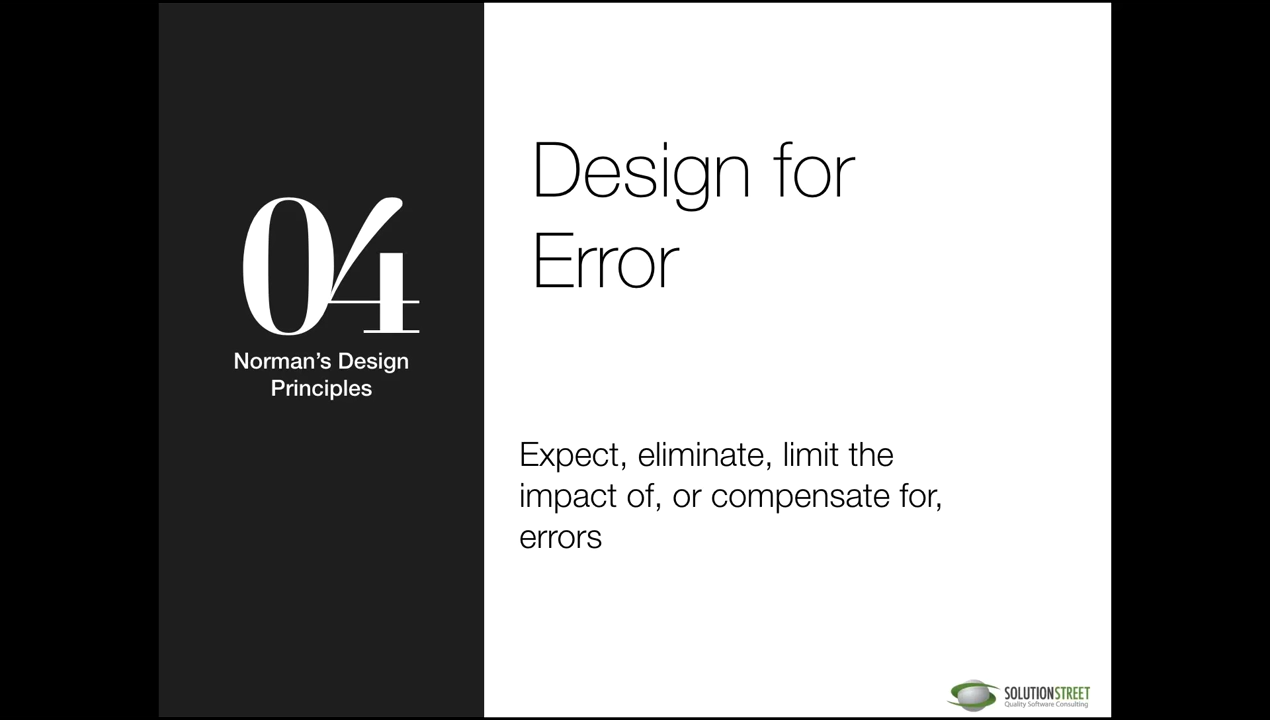 04
Norman’s Design
Principles
Design for
Error
Expect, eliminate, limit the
impact of, or compensate for,
errors
SOLUTIONSTREET
Quality Software Consulting